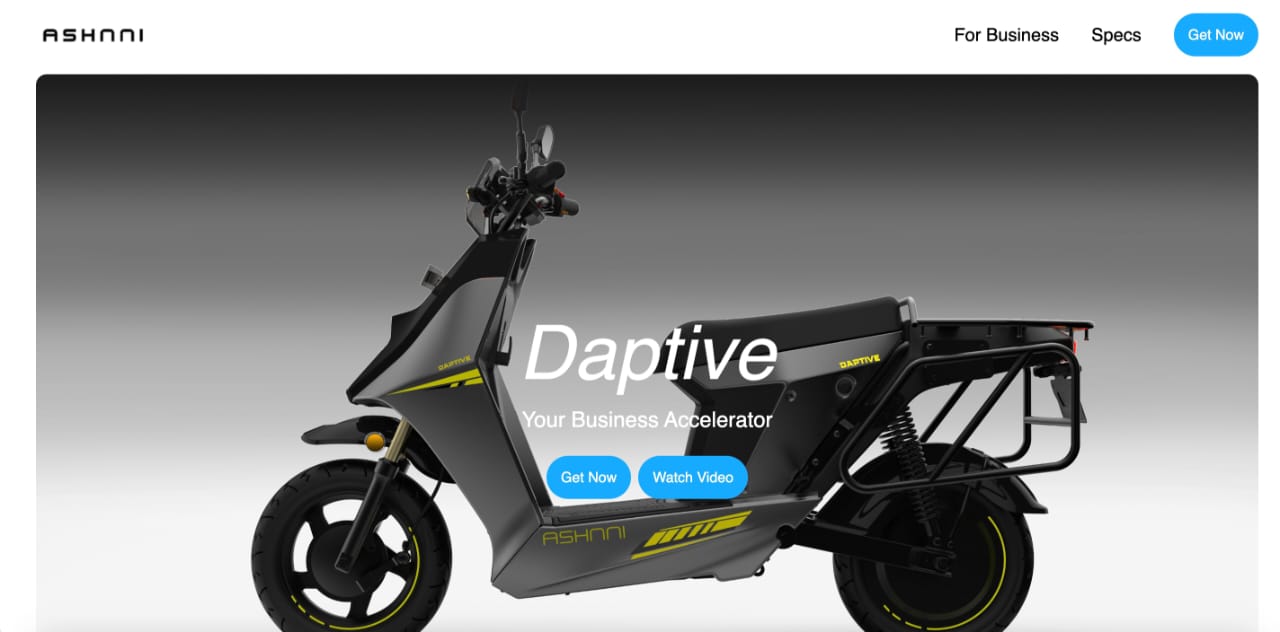 ASHNNI
For Business
Specs
Get Now
DAPTIVE
Daptive
DAPTIVE
Your Business Accelerator
Get Now
Watch Video
ASHNNI